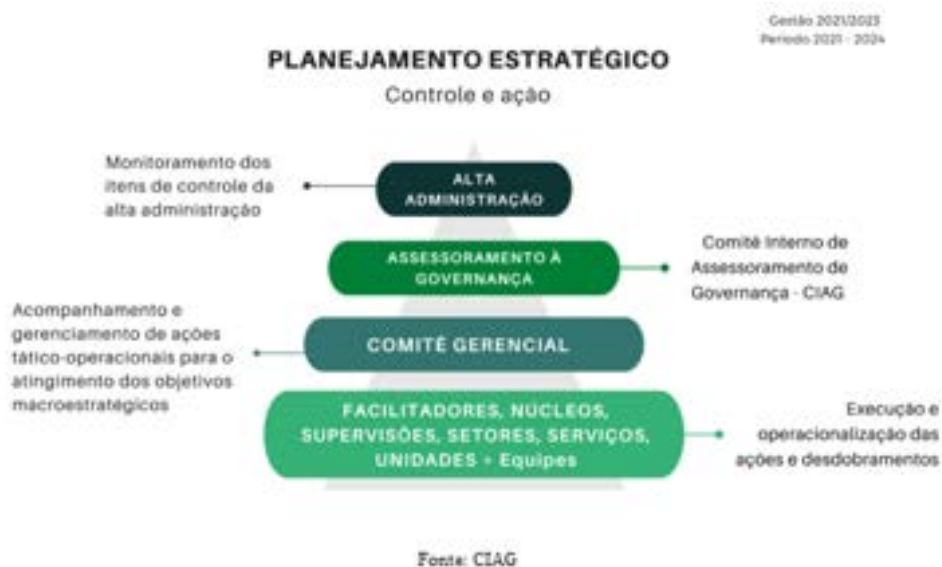 Gestão 2021/2023
Período 2021 - 2024
PLANEJAMENTO ESTRATÉGICO
Controle e ação
Monitoramento dos
itens de controle da
alta administração
ALTA
ADMINISTRAÇÃO
ASSESSORAMENTO À
GOVERNANÇA
Comitê Interno de
Assessoramento de
Governança - CIAG
Acompanhamento e
gerenciamento de ações
tático-operacionais para o
atingimento dos objetivos
macroestratégicos
COMITÊ GERENCIAL
FACILITADORES, NÚCLEOS,
SUPERVISÕES, SETORES, SERVIÇOS,
UNIDADES + Equipes
Execução e
operacionalização das
ações e desdobramentos
Fonte: CIAG